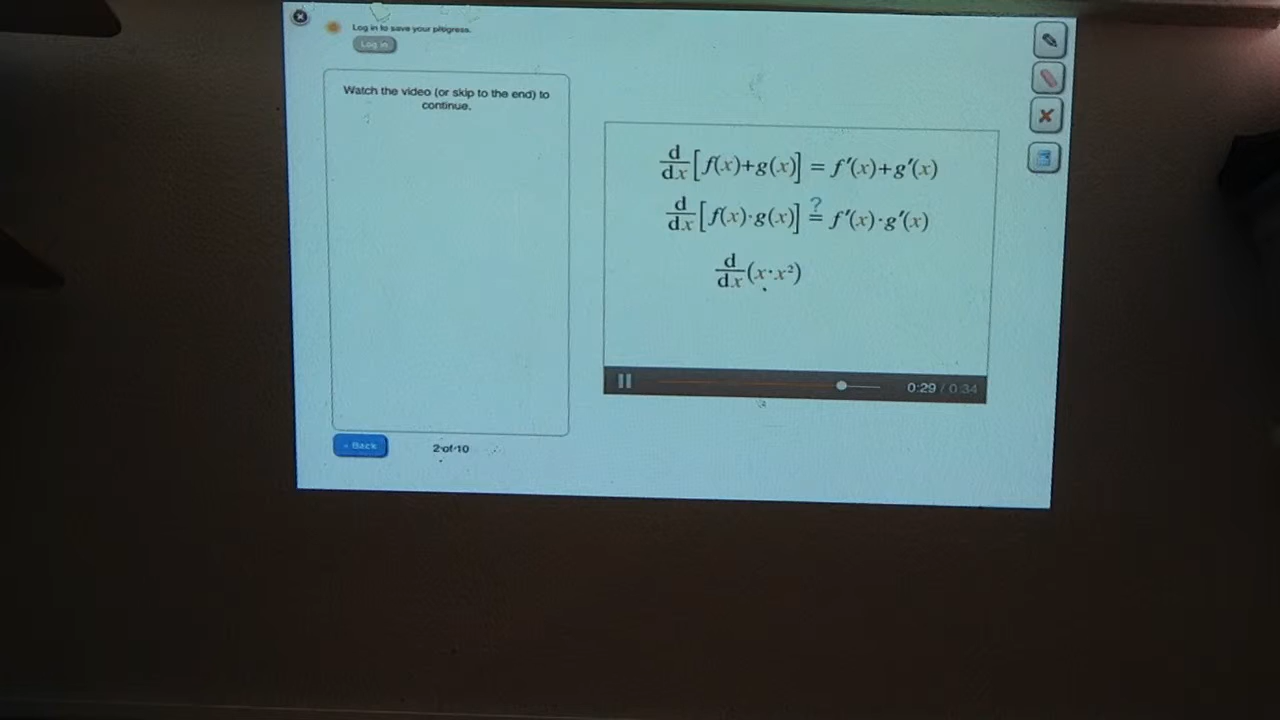 Log in to save your progress.
Log in
Watch the video (or skip to the end) to
continue.
d/dx [f(x)+g(x)] = f′(x)+g′(x)
d/dx [f(x)·g(x)] ≟ f′(x)·g′(x)
d/dx (x·x²)
0:29 / 0:34
« Back
2 of 10